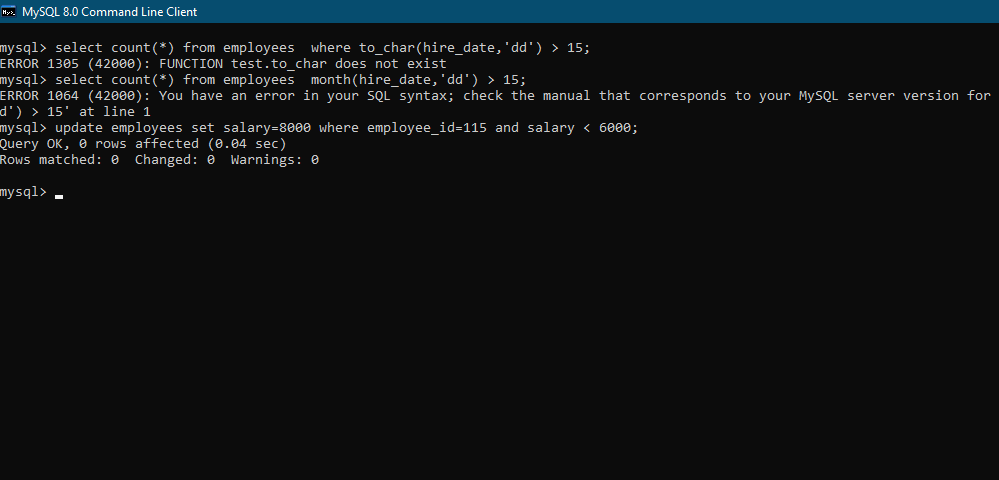 MySQL 8.0 Command Line Client
mysql> select count(*) from employees  where to_char(hire_date,'dd') > 15;
ERROR 1305 (42000): FUNCTION test.to_char does not exist
mysql> select count(*) from employees  month(hire_date,'dd') > 15;
ERROR 1064 (42000): You have an error in your SQL syntax; check the manual that corresponds to your MySQL server version for
d') > 15' at line 1
mysql> update employees set salary=8000 where employee_id=115 and salary < 6000;
Query OK, 0 rows affected (0.04 sec)
Rows matched: 0  Changed: 0  Warnings: 0
mysql>